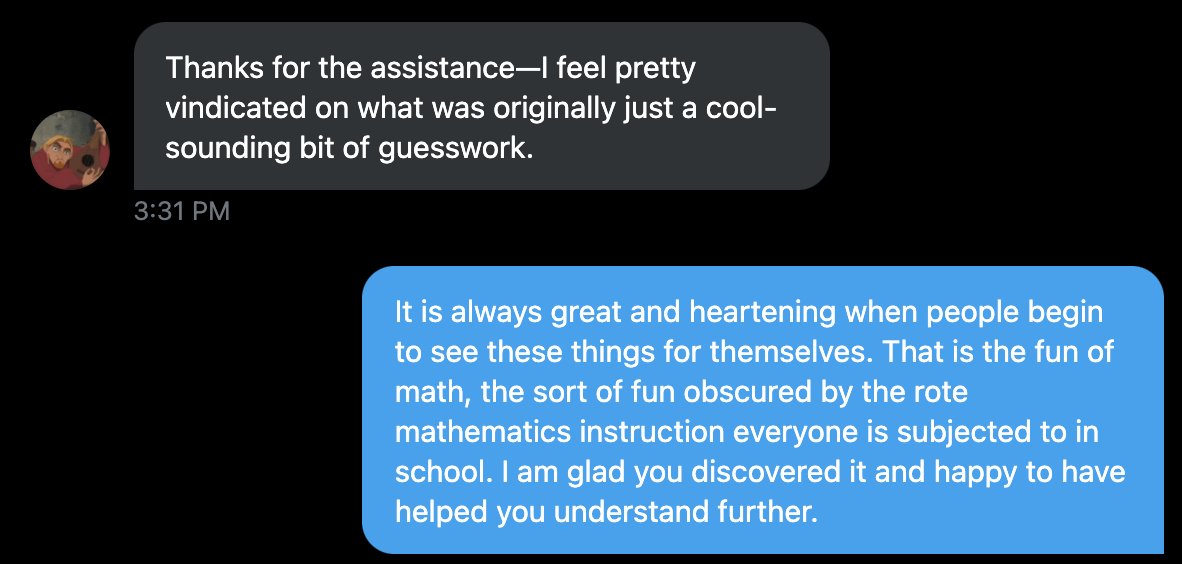 Thanks for the assistance—I feel pretty
vindicated on what was originally just a cool-
sounding bit of guesswork.
3:31 PM
It is always great and heartening when people begin
to see these things for themselves. That is the fun of
math, the sort of fun obscured by the rote
mathematics instruction everyone is subjected to in
school. I am glad you discovered it and happy to have
helped you understand further.